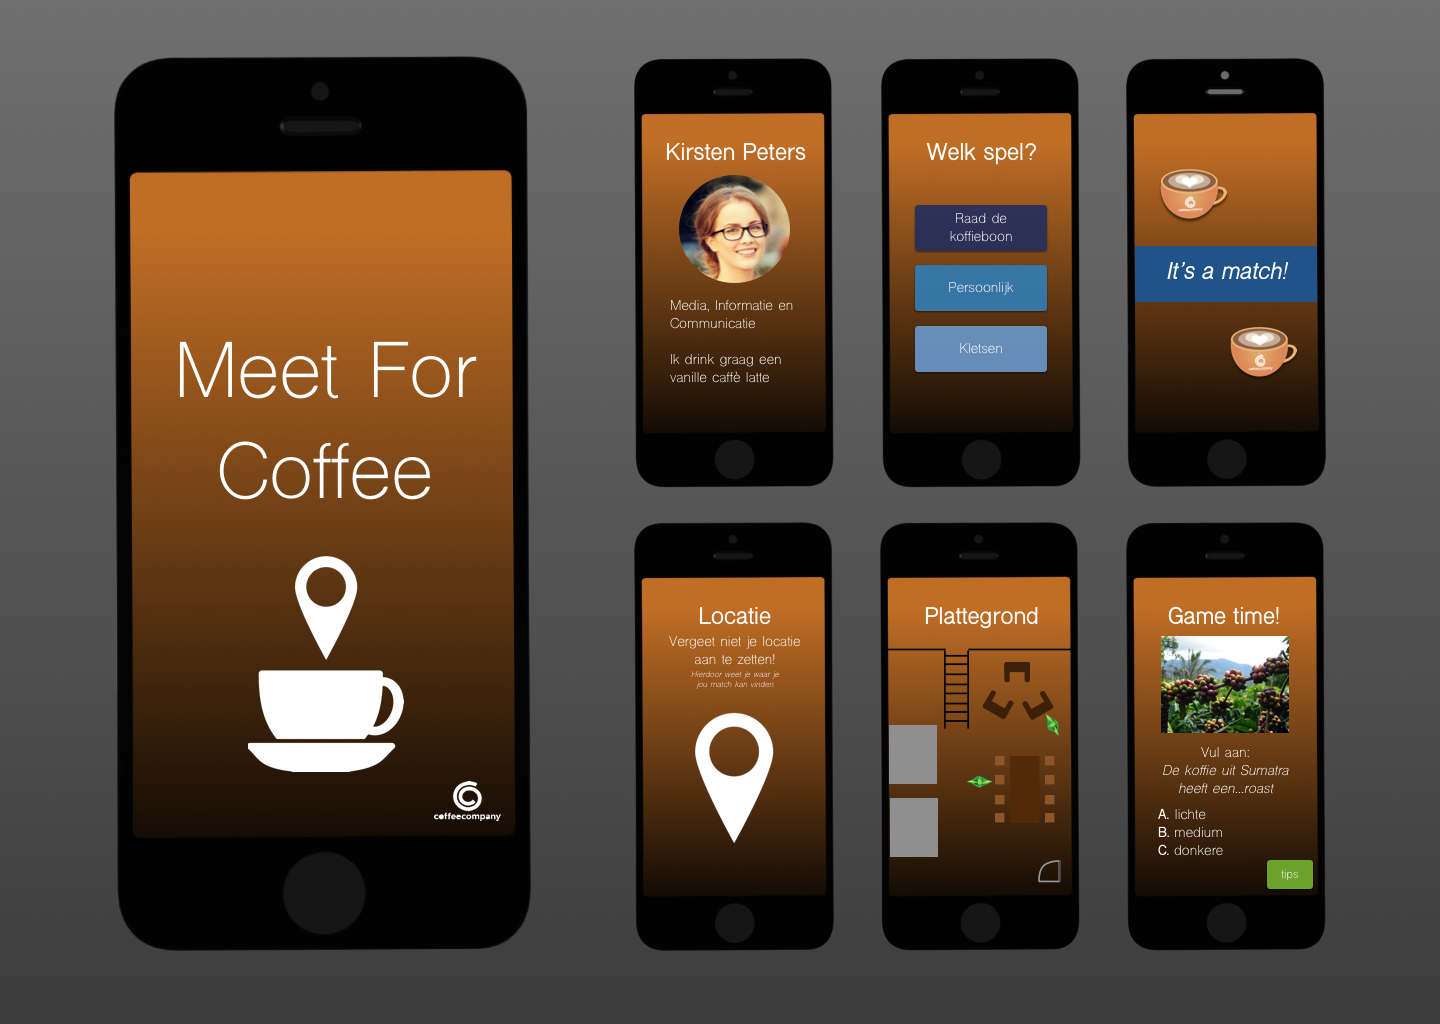 Meet For
Coffee
coffeecompany
Kirsten Peters
Media, Informatie en
Communicatie
Ik drink graag een
vanille caffè latte
Welk spel?
Raad de
koffieboon
Persoonlijk
Kletsen
It's a match!
Locatie
Vergeet niet je locatie
aan te zetten!
Hierdoor weet je waar je
jou match kan vinden
Plattegrond
Game time!
Vul aan:
De koffie uit Sumatra
heeft een...roast
A. lichte
B. medium
C. donkere
tips